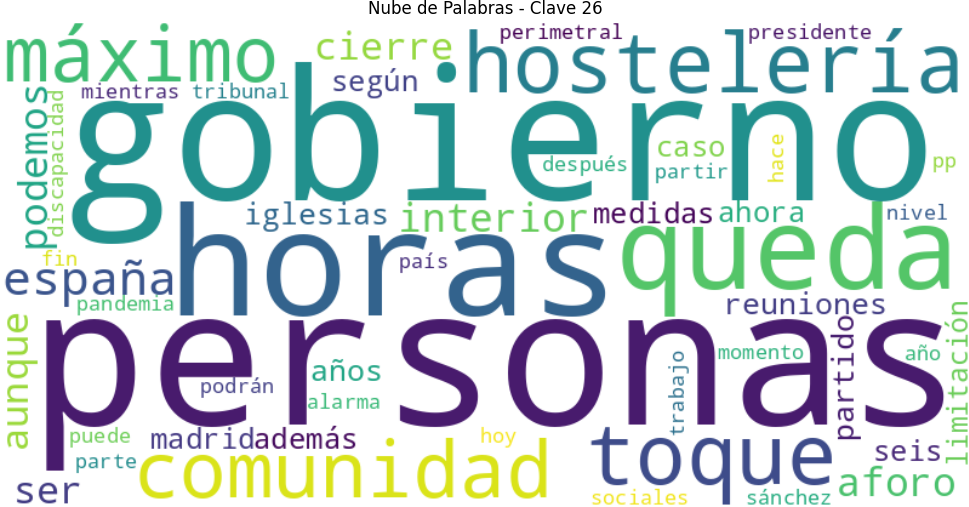 Nube de Palabras - Clave 26
máximo
cierre
perimetral
presidente
hostelería
según
mientras
tribunal
podemos
discapacidad
gobierno
después
caso
partir
hace
pp
iglesias
interior
medidas
ahora
nivel
horas
queda
fin
país
españa
pandemia
reuniones
personas
aunque
podrán
años
alarma
trabajo
momento
partido
año
limitación
puede
parte
madrid
además
hoy
comunidad
toque
seis
ser
sociales
sánchez
aforo